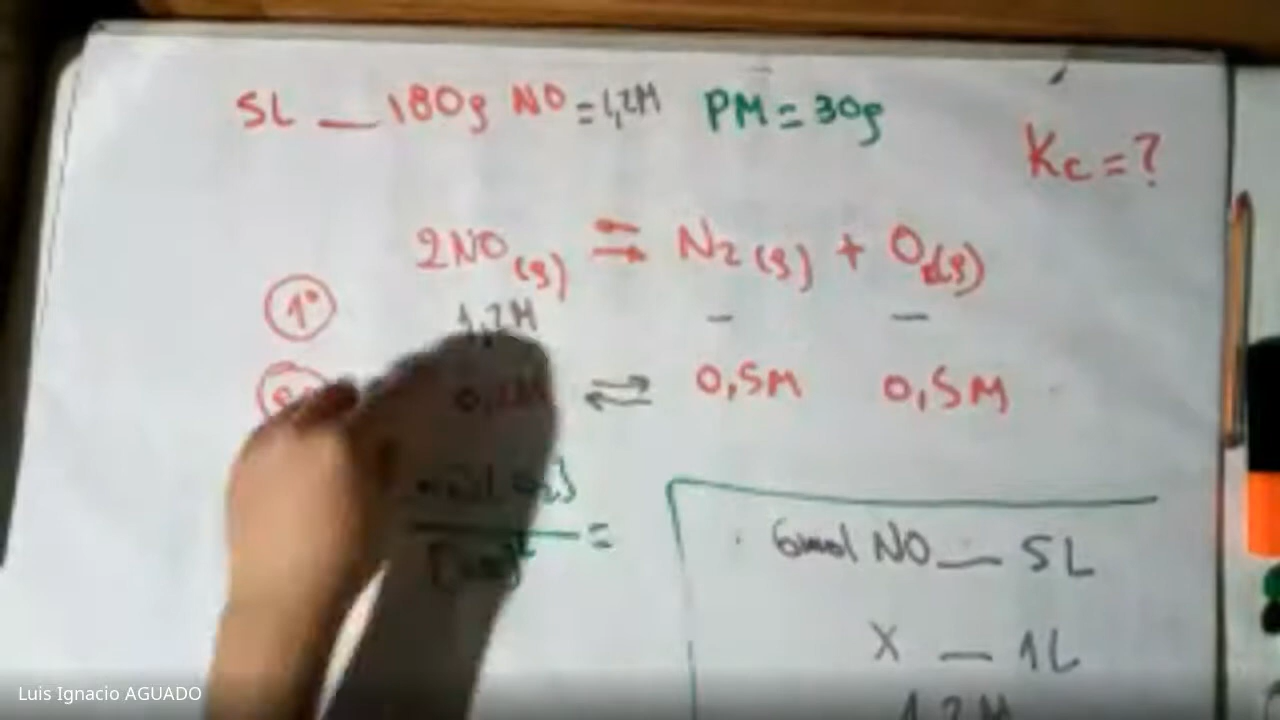 5L — 180g NO = 1,2M PM = 30g
Kc = ?
2NO (g) ⇌ N2 (g) + O2 (g)
1º 1,2M - -
⇌ 0,5M 0,5M
=
6mol NO — 5L
X — 1L
1,2M
Luis Ignacio AGUADO